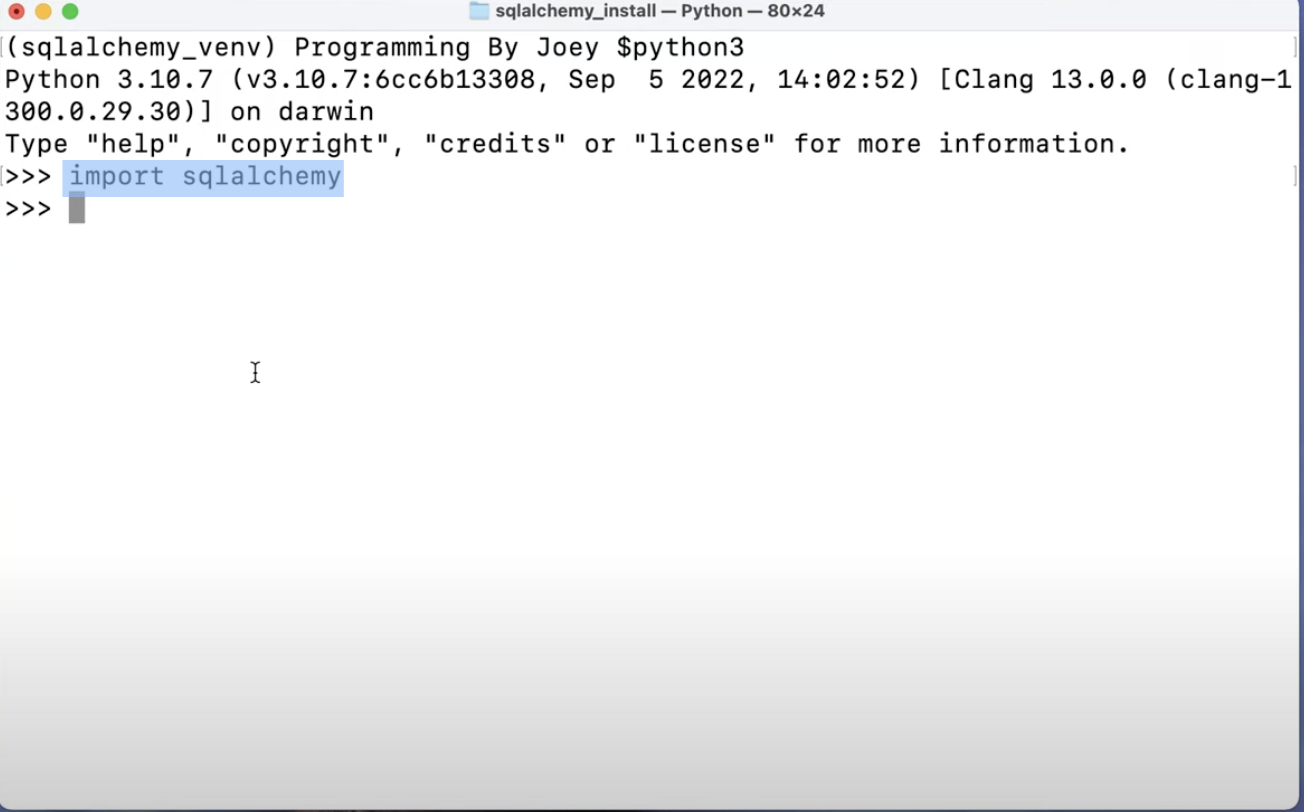 sqlalchemy_install — Python — 80×24
(sqlalchemy_venv) Programming By Joey $python3
Python 3.10.7 (v3.10.7:6cc6b13308, Sep  5 2022, 14:02:52) [Clang 13.0.0 (clang-1
300.0.29.30)] on darwin
Type "help", "copyright", "credits" or "license" for more information.
>>> import sqlalchemy
>>>